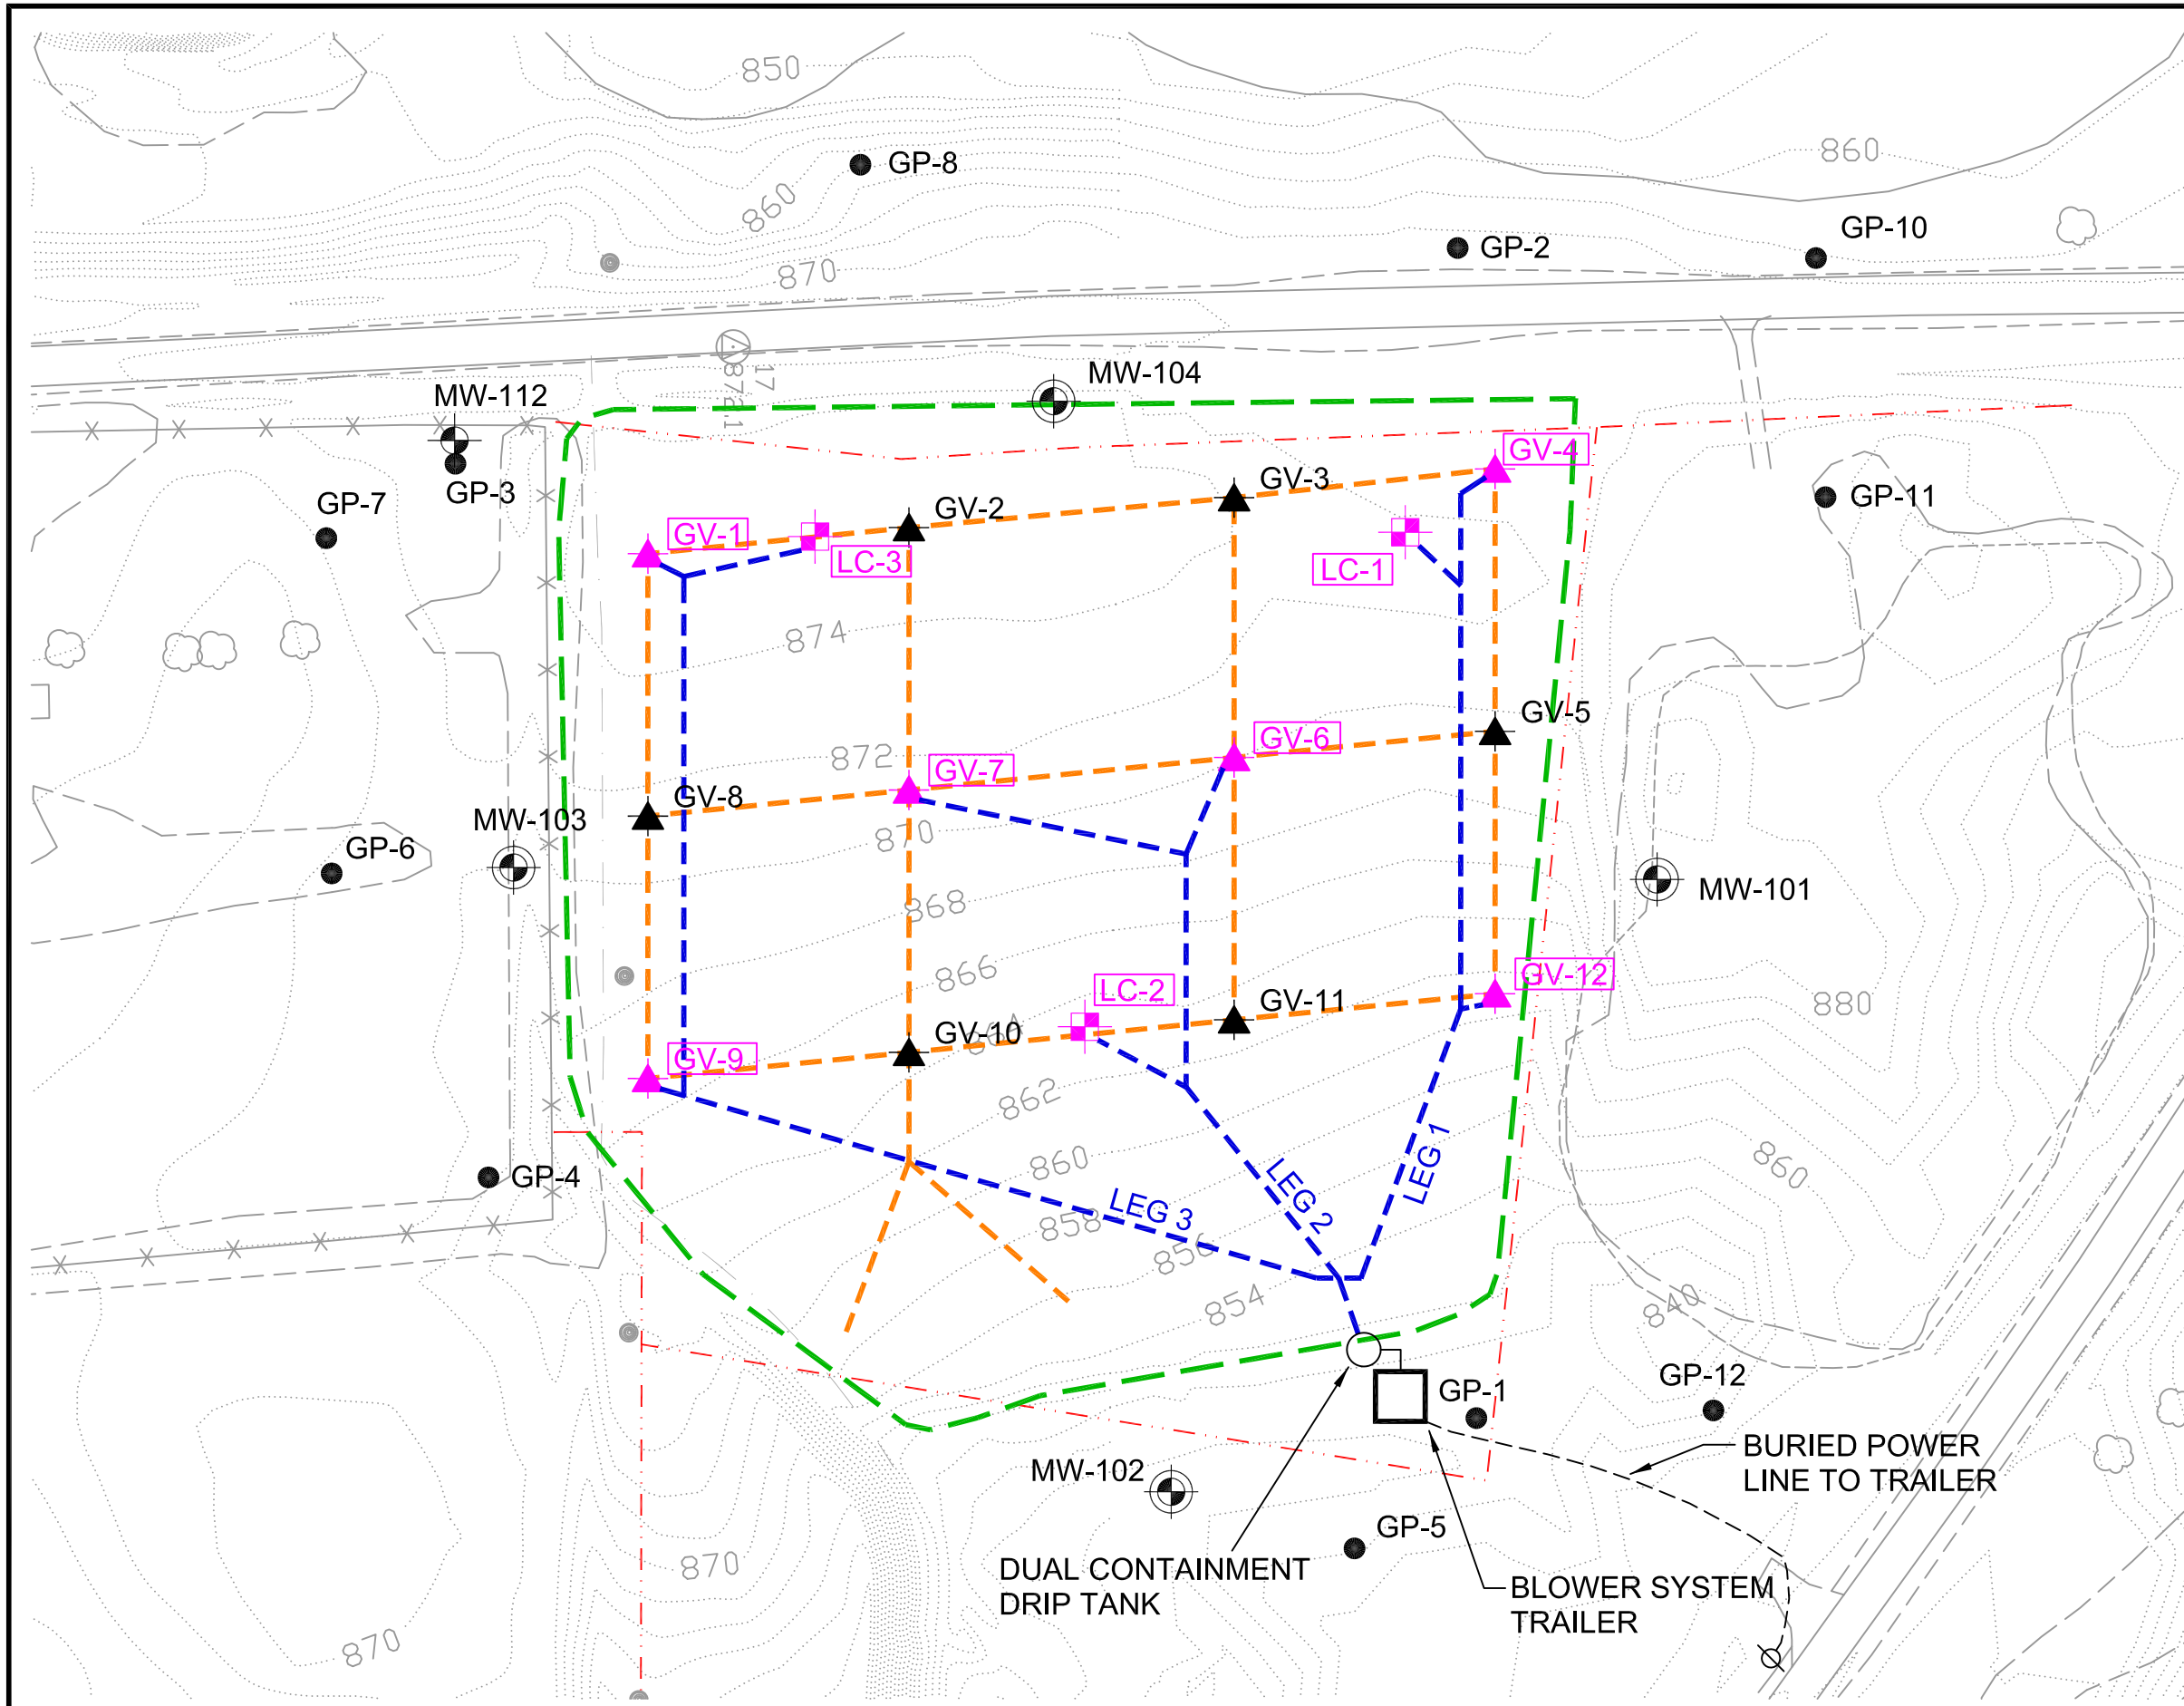 850
GP-8
860
860
GP-2
GP-10
870
17
872.1
MW-104
MW-112
GP-3
GP-7
GV-4
GV-3
GV-2
GV-1
LC-3
LC-1
GP-11
874
GV-5
GV-6
872
GV-7
GV-8
MW-103
870
GP-6
MW-101
868
866
GV-12
LC-2
880
GV-11
GV-10
864
GV-9
862
860
860
GP-4
LEG 1
LEG 2
LEG 3
858
856
854
840
GP-12
GP-1
BURIED POWER
LINE TO TRAILER
MW-102
GP-5
870
DUAL CONTAINMENT
DRIP TANK
BLOWER SYSTEM
TRAILER
870